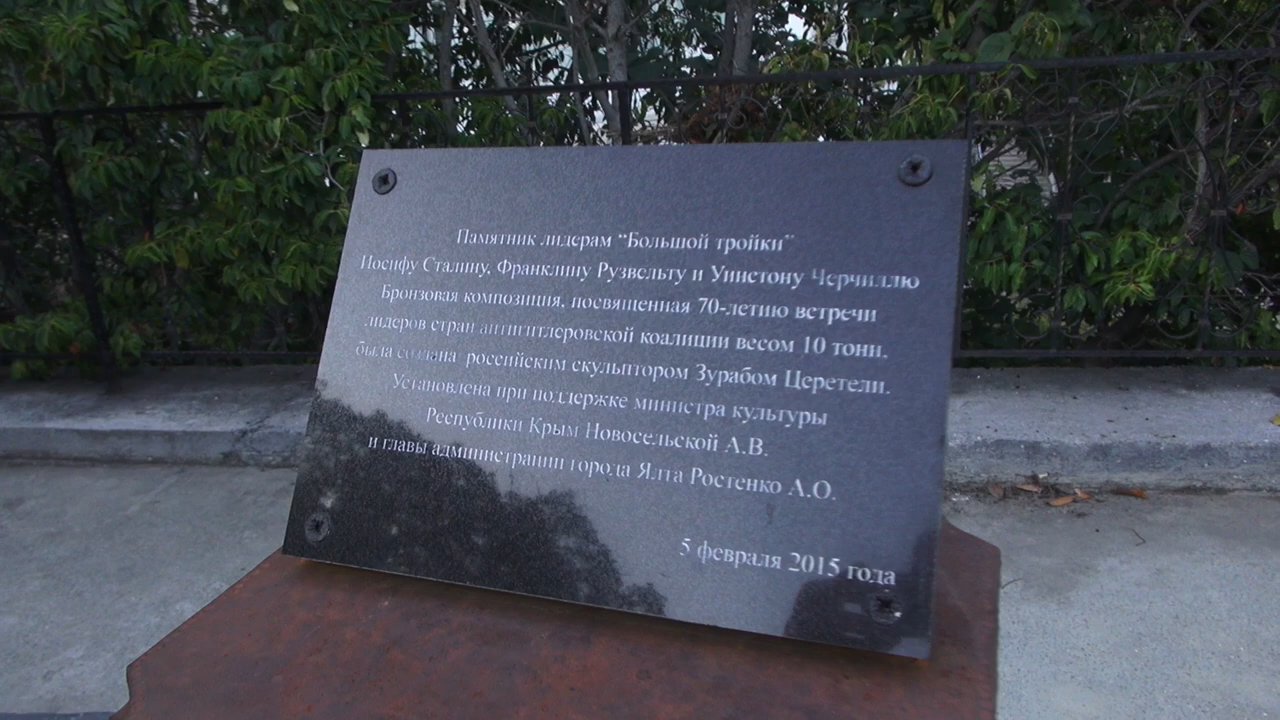 Памятник лидерам “Большой тройки”
Иосифу Сталину, Франклину Рузвельту и Уинстону Черчиллю
Бронзовая композиция, посвященная 70-летию встречи
лидеров стран антигитлеровской коалиции весом 10 тонн,
была создана российским скульптором Зурабом Церетели.
Установлена при поддержке министра культуры
Республики Крым Новосельской А.В.
и главы администрации города Ялта Ростенко А.О.
5 февраля 2015 года